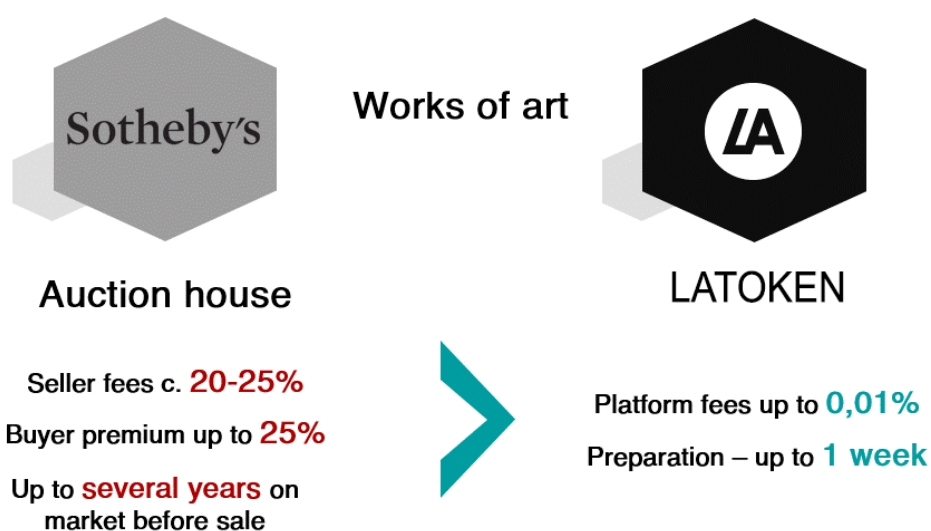 Sotheby's
Works of art
LA
Auction house
LATOKEN
Seller fees c. 20-25%
Buyer premium up to 25%
Up to several years on
market before sale
Platform fees up to 0,01%
Preparation – up to 1 week